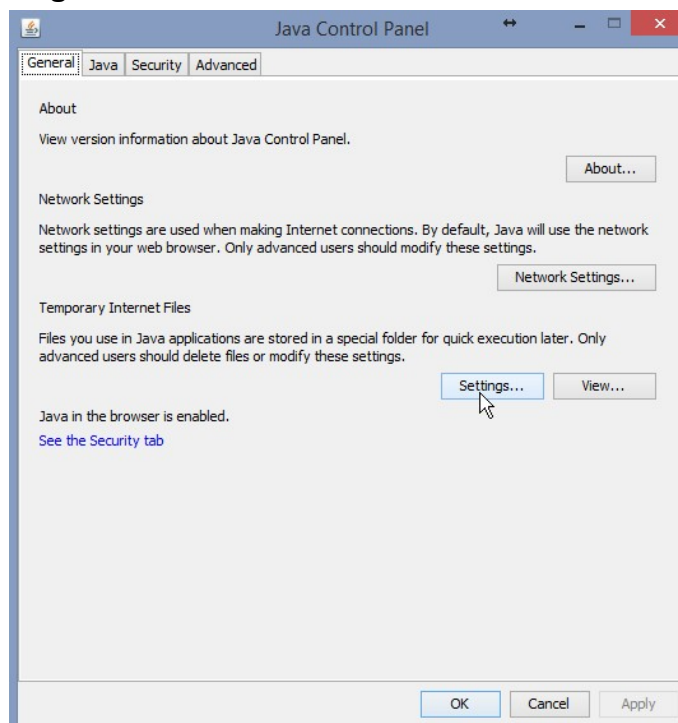 Java Control Panel
General Java Security Advanced
About
View version information about Java Control Panel.
About...
Network Settings
Network settings are used when making Internet connections. By default, Java will use the network
settings in your web browser. Only advanced users should modify these settings.
Network Settings...
Temporary Internet Files
Files you use in Java applications are stored in a special folder for quick execution later. Only
advanced users should delete files or modify these settings.
Settings... View...
Java in the browser is enabled.
See the Security tab
OK Cancel Apply